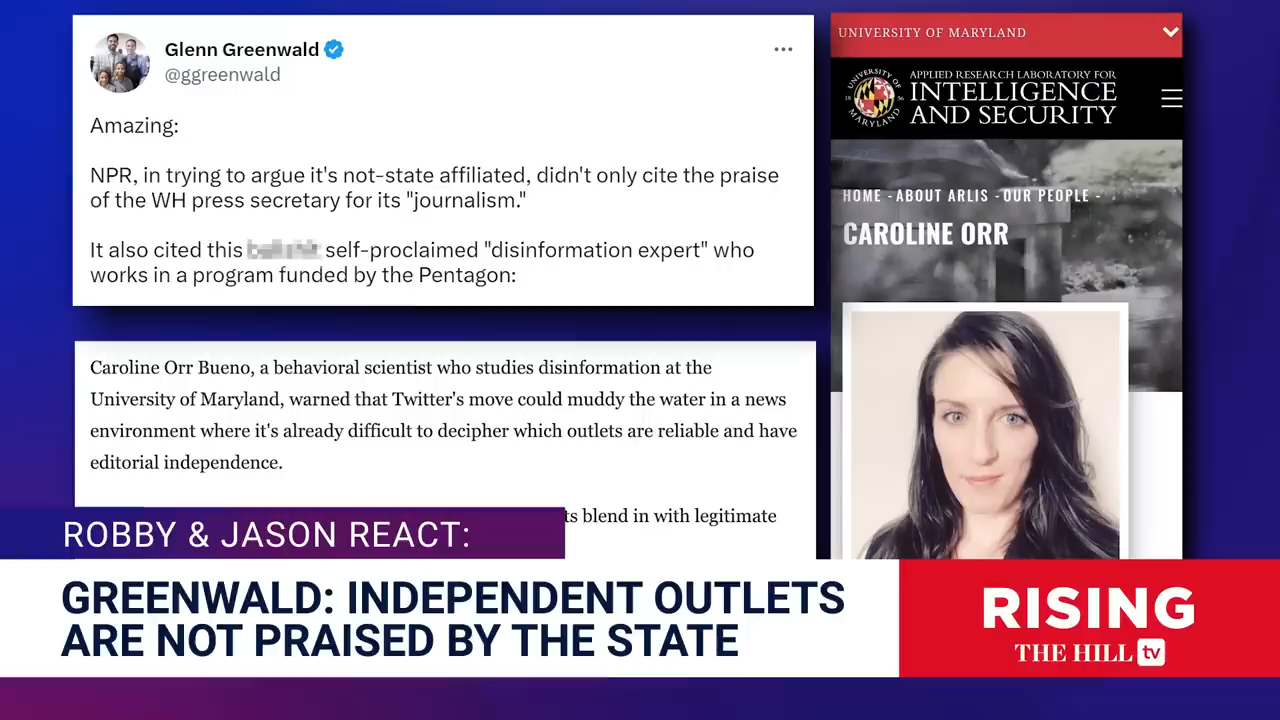 Glenn Greenwald
@ggreenwald
Amazing:
NPR, in trying to argue it's not-state affiliated, didn't only cite the praise
of the WH press secretary for its "journalism."
It also cited this self-proclaimed "disinformation expert" who
works in a program funded by the Pentagon:
Caroline Orr Bueno, a behavioral scientist who studies disinformation at the
University of Maryland, warned that Twitter's move could muddy the water in a news
environment where it's already difficult to decipher which outlets are reliable and have
editorial independence.
ts blend in with legitimate
UNIVERSITY OF MARYLAND
UNIVERSITY OF
MARYLAND
18 56
APPLIED RESEARCH LABORATORY FOR
INTELLIGENCE
AND SECURITY
HOME - ABOUT ARLIS - OUR PEOPLE -
CAROLINE ORR
ROBBY & JASON REACT:
GREENWALD: INDEPENDENT OUTLETS
ARE NOT PRAISED BY THE STATE
RISING
THE HILL tv